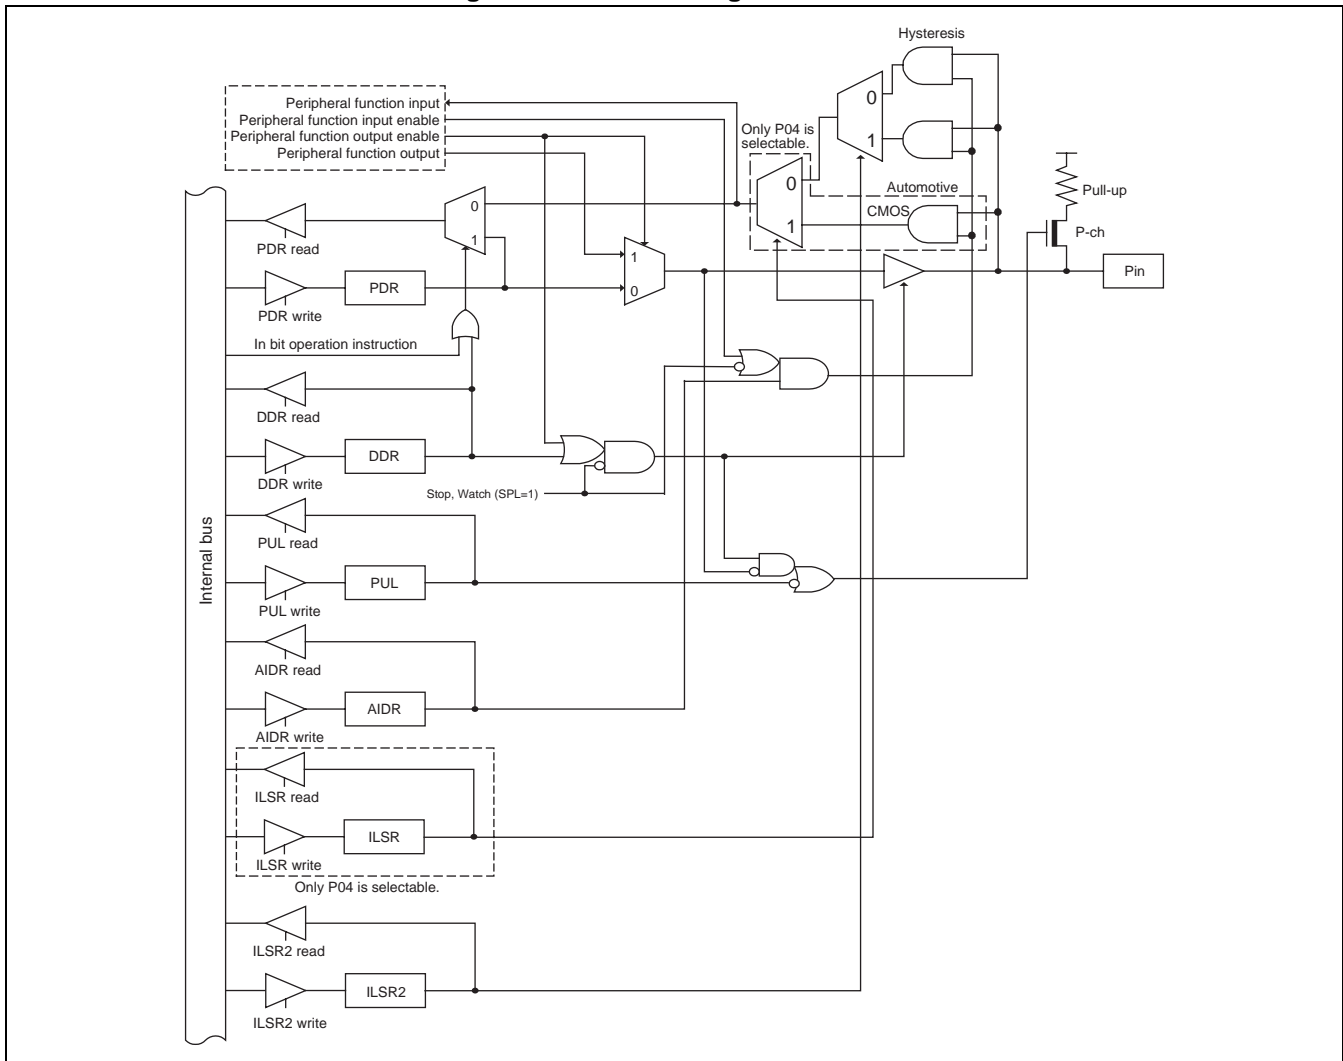 Hysteresis
0
1
Peripheral function input
Peripheral function input enable
Peripheral function output enable
Peripheral function output
Only P04 is
selectable.
0
1
Automotive
CMOS
Pull-up
P-ch
Pin
0
1
PDR read
1
0
PDR
PDR write
In bit operation instruction
DDR read
DDR
DDR write
Stop, Watch (SPL=1)
Internal bus
PUL read
PUL
PUL write
AIDR read
AIDR
AIDR write
ILSR read
ILSR
ILSR write
Only P04 is selectable.
ILSR2 read
ILSR2
ILSR2 write